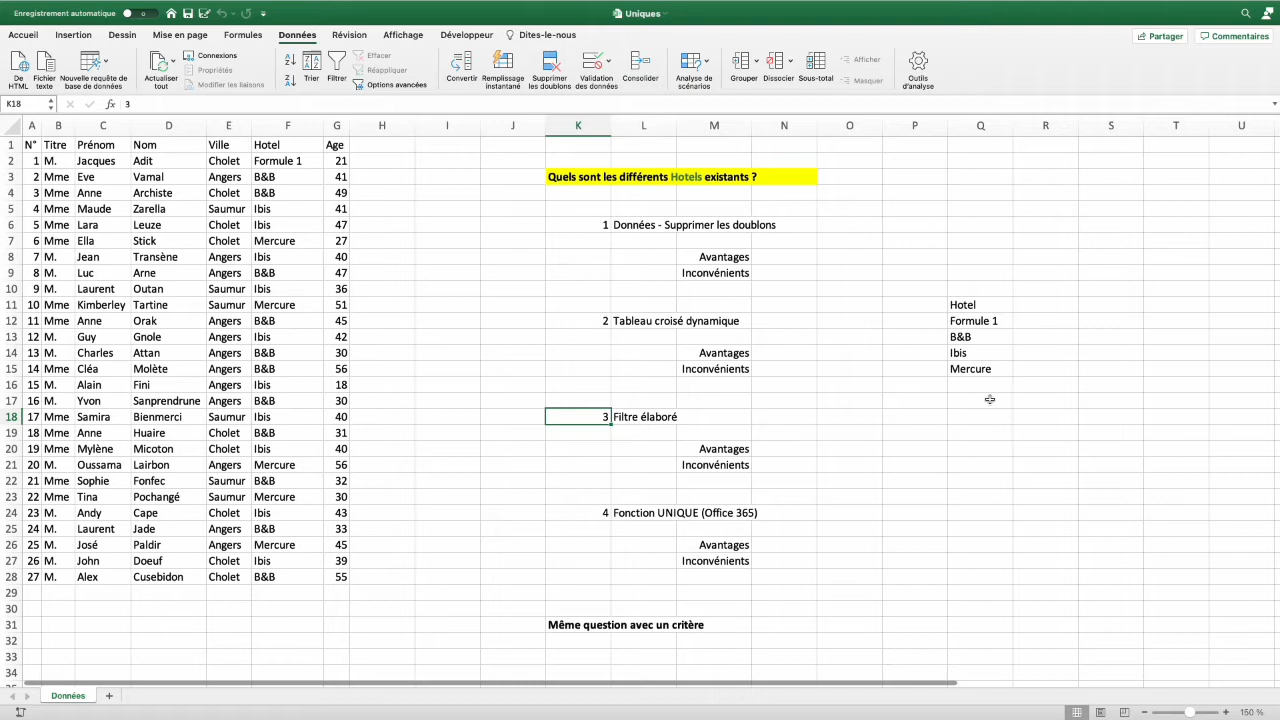 Enregistrement automatique
Uniques
Accueil Insertion Dessin Mise en page Formules Données Révision Affichage Développeur Dites-le-nous Partager Commentaires
De HTML
Fichier texte
Nouvelle requête de base de données
Actualiser tout
Connexions
Propriétés
Modifier les liaisons
Trier
Filtrer
Effacer
Réappliquer
Options avancées
Convertir
Remplissage instantané
Supprimer les doublons
Validation des données
Consolider
Analyse de scénarios
Grouper
Dissocier
Sous-total
Afficher
Masquer
Outils d'analyse
K18 fx 3
A B C D E F G H I J K L M N O P Q R S T U
1 N° Titre Prénom Nom Ville Hotel Age
2 1 M. Jacques Adit Cholet Formule 1 21
3 2 Mme Eve Vamal Angers B&B 41 Quels sont les différents Hotels existants ?
4 3 Mme Anne Archiste Cholet B&B 49
5 4 Mme Maude Zarella Saumur Ibis 41
6 5 Mme Lara Leuze Cholet Ibis 47 1 Données - Supprimer les doublons
7 6 Mme Ella Stick Cholet Mercure 27
8 7 M. Jean Transène Angers Ibis 40 Avantages
9 8 M. Luc Arne Angers B&B 47 Inconvénients
10 9 M. Laurent Outan Saumur Ibis 36
11 10 Mme Kimberley Tartine Saumur Mercure 51 Hotel
12 11 Mme Anne Orak Angers B&B 45 2 Tableau croisé dynamique Formule 1
13 12 M. Guy Gnole Angers Ibis 42 B&B
14 13 M. Charles Attan Angers B&B 30 Avantages Ibis
15 14 Mme Cléa Molète Angers B&B 56 Inconvénients Mercure
16 15 M. Alain Fini Angers Ibis 18
17 16 M. Yvon Sanprendrune Angers B&B 30
18 17 Mme Samira Bienmerci Saumur Ibis 40 3 Filtre élaboré
19 18 Mme Anne Huaire Cholet B&B 31
20 19 Mme Mylène Micoton Cholet Ibis 40 Avantages
21 20 M. Oussama Lairbon Angers Mercure 56 Inconvénients
22 21 Mme Sophie Fonfec Saumur B&B 32
23 22 Mme Tina Pochangé Saumur Mercure 30
24 23 M. Andy Cape Cholet Ibis 43 4 Fonction UNIQUE (Office 365)
25 24 M. Laurent Jade Angers B&B 33
26 25 M. José Paldir Angers Mercure 45 Avantages
27 26 M. John Doeuf Cholet Ibis 39 Inconvénients
28 27 M. Alex Cusebidon Cholet B&B 55
29
30
31 Même question avec un critère
32
33
34
Données
150 %